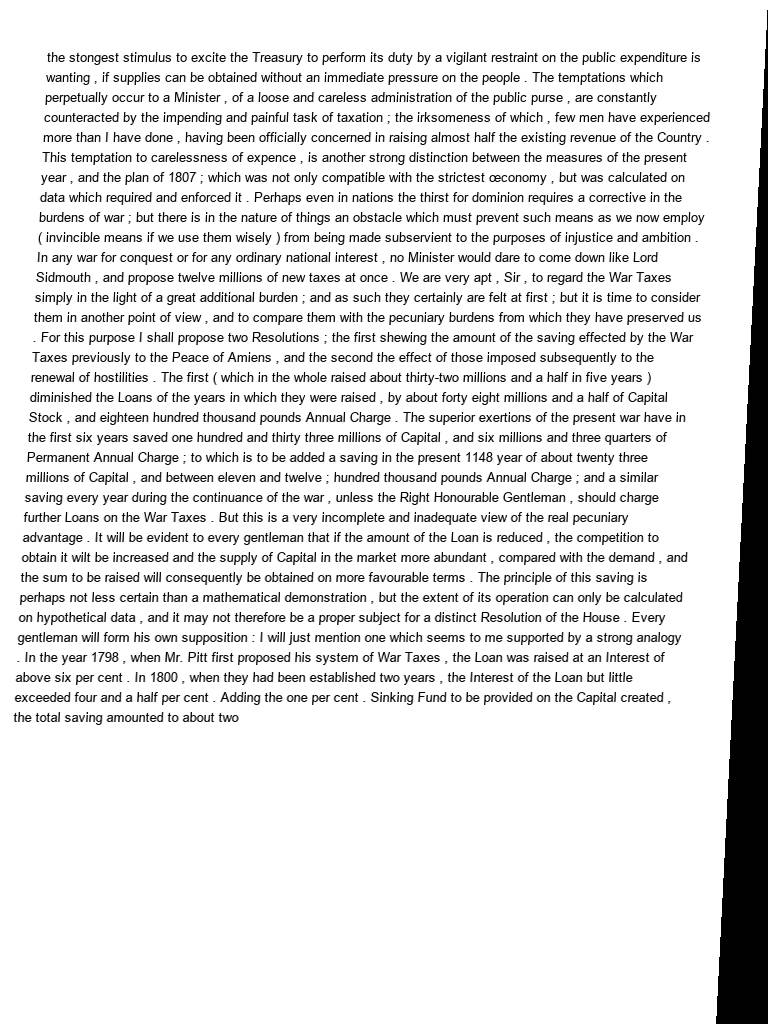 the stongest stimulus to excite the Treasury to perform its duty by a vigilant restraint on the public expenditure is
wanting , if supplies can be obtained without an immediate pressure on the people . The temptations which
perpetually occur to a Minister , of a loose and careless administration of the public purse , are constantly
counteracted by the impending and painful task of taxation ; the irksomeness of which , few men have experienced
more than I have done , having been officially concerned in raising almost half the existing revenue of the Country .
This temptation to carelessness of expence , is another strong distinction between the measures of the present
year , and the plan of 1807 ; which was not only compatible with the strictest œconomy , but was calculated on
data which required and enforced it . Perhaps even in nations the thirst for dominion requires a corrective in the
burdens of war ; but there is in the nature of things an obstacle which must prevent such means as we now employ
( invincible means if we use them wisely ) from being made subservient to the purposes of injustice and ambition .
In any war for conquest or for any ordinary national interest , no Minister would dare to come down like Lord
Sidmouth , and propose twelve millions of new taxes at once . We are very apt , Sir , to regard the War Taxes
simply in the light of a great additional burden ; and as such they certainly are felt at first ; but it is time to consider
them in another point of view , and to compare them with the pecuniary burdens from which they have preserved us
. For this purpose I shall propose two Resolutions ; the first shewing the amount of the saving effected by the War
Taxes previously to the Peace of Amiens , and the second the effect of those imposed subsequently to the
renewal of hostilities . The first ( which in the whole raised about thirty-two millions and a half in five years )
diminished the Loans of the years in which they were raised , by about forty eight millions and a half of Capital
Stock , and eighteen hundred thousand pounds Annual Charge . The superior exertions of the present war have in
the first six years saved one hundred and thirty three millions of Capital , and six millions and three quarters of
Permanent Annual Charge ; to which is to be added a saving in the present 1148 year of about twenty three
millions of Capital , and between eleven and twelve ; hundred thousand pounds Annual Charge ; and a similar
saving every year during the continuance of the war , unless the Right Honourable Gentleman , should charge
further Loans on the War Taxes . But this is a very incomplete and inadequate view of the real pecuniary
advantage . It will be evident to every gentleman that if the amount of the Loan is reduced , the competition to
obtain it wilt be increased and the supply of Capital in the market more abundant , compared with the demand , and
the sum to be raised will consequently be obtained on more favourable terms . The principle of this saving is
perhaps not less certain than a mathematical demonstration , but the extent of its operation can only be calculated
on hypothetical data , and it may not therefore be a proper subject for a distinct Resolution of the House . Every
gentleman will form his own supposition : I will just mention one which seems to me supported by a strong analogy
. In the year 1798 , when Mr. Pitt first proposed his system of War Taxes , the Loan was raised at an Interest of
above six per cent . In 1800 , when they had been established two years , the Interest of the Loan but little
exceeded four and a half per cent . Adding the one per cent . Sinking Fund to be provided on the Capital created ,
the total saving amounted to about two